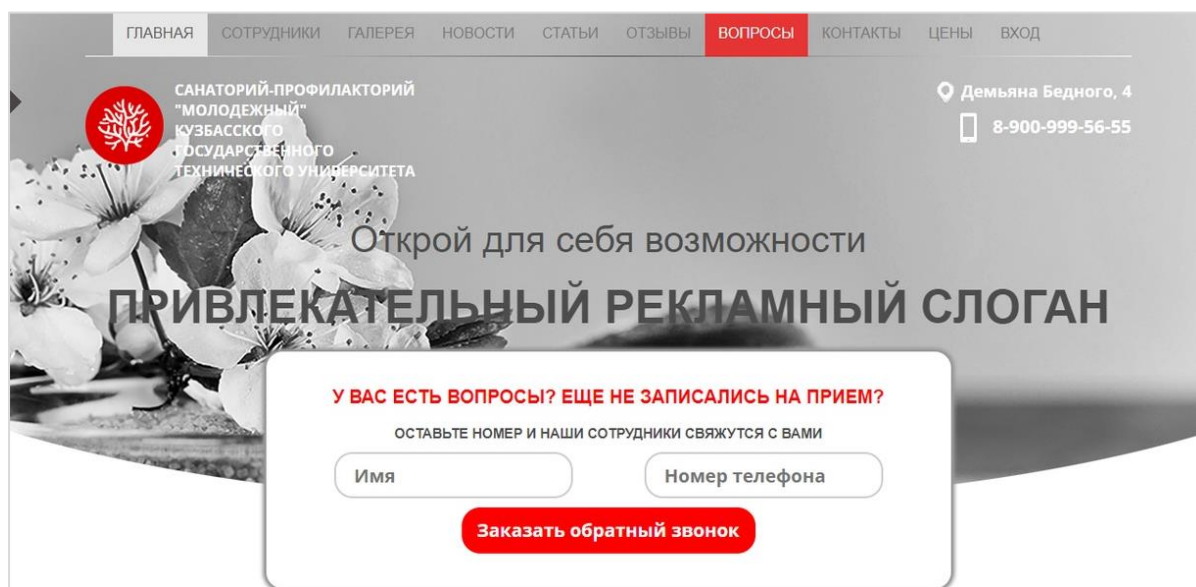 ГЛАВНАЯ СОТРУДНИКИ ГАЛЕРЕЯ НОВОСТИ СТАТЬИ ОТЗЫВЫ ВОПРОСЫ КОНТАКТЫ ЦЕНЫ ВХОД
САНАТОРИЙ-ПРОФИЛАКТОРИЙ
"МОЛОДЕЖНЫЙ"
КУЗБАССКОГО
ГОСУДАРСТВЕННОГО
ТЕХНИЧЕСКОГО УНИВЕРСИТЕТА
Демьяна Бедного, 4
8-900-999-56-55
Открой для себя возможности
ПРИВЛЕКАТЕЛЬНЫЙ РЕКЛАМНЫЙ СЛОГАН
У ВАС ЕСТЬ ВОПРОСЫ? ЕЩЕ НЕ ЗАПИСАЛИСЬ НА ПРИЕМ?
ОСТАВЬТЕ НОМЕР И НАШИ СОТРУДНИКИ СВЯЖУТСЯ С ВАМИ
Имя Номер телефона
Заказать обратный звонок